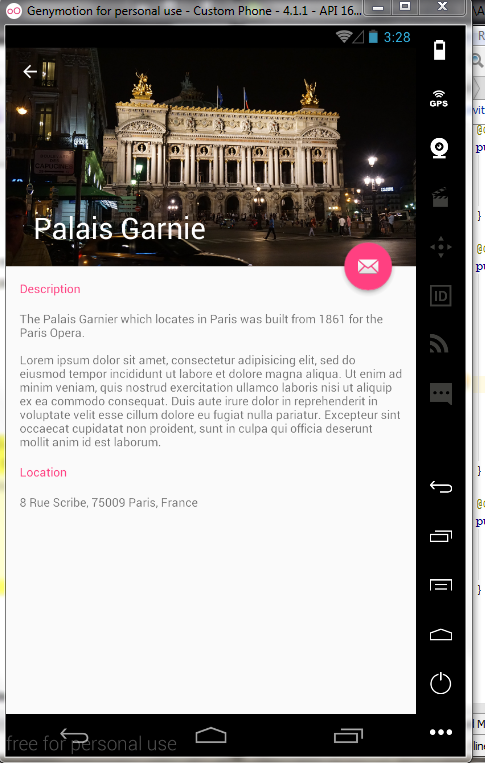 Genymotion for personal use - Custom Phone - 4.1.1 - API 16...
3:28
GPS
Palais Garnie
Description
The Palais Garnier which locates in Paris was built from 1861 for the
Paris Opera.
Lorem ipsum dolor sit amet, consectetur adipisicing elit, sed do
eiusmod tempor incididunt ut labore et dolore magna aliqua. Ut enim ad
minim veniam, quis nostrud exercitation ullamco laboris nisi ut aliquip
ex ea commodo consequat. Duis aute irure dolor in reprehenderit in
voluptate velit esse cillum dolore eu fugiat nulla pariatur. Excepteur sint
occaecat cupidatat non proident, sunt in culpa qui officia deserunt
mollit anim id est laborum.
Location
8 Rue Scribe, 75009 Paris, France
ID
free for personal use